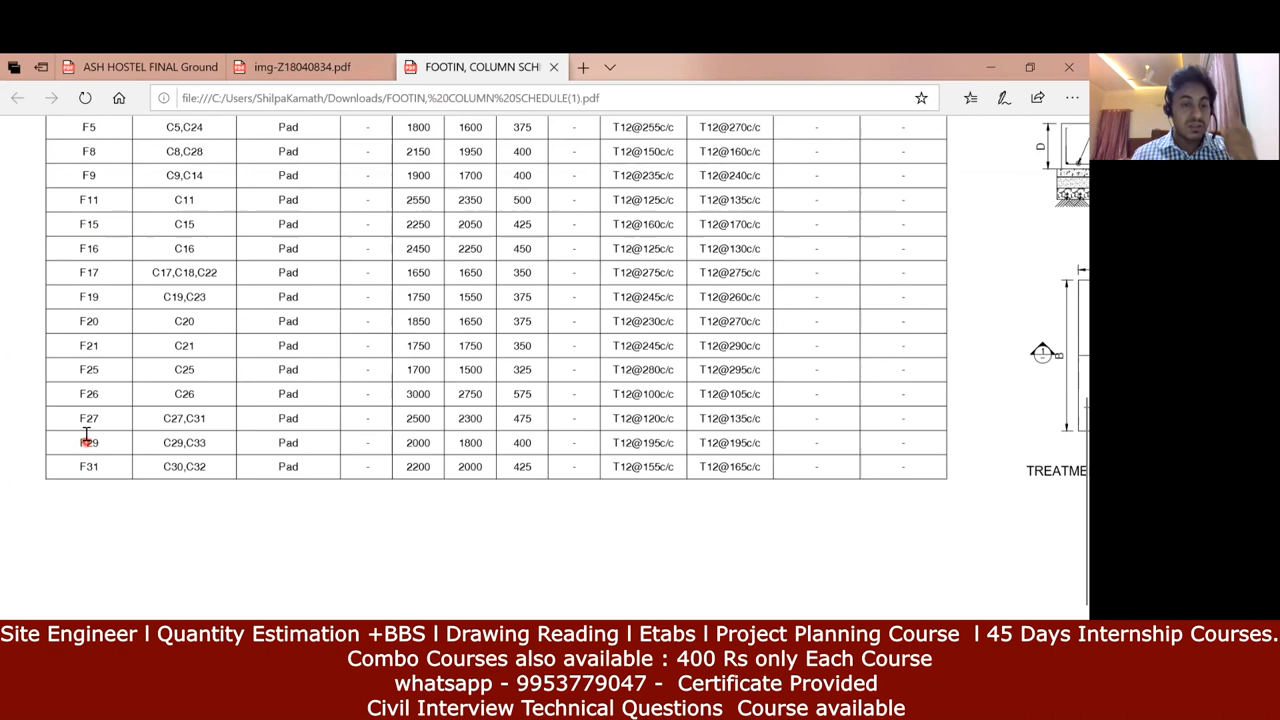 ASH HOSTEL FINAL Ground
img-Z18040834.pdf
FOOTIN, COLUMN SCH
file:///C:/Users/ShilpaKamath/Downloads/FOOTIN,%20COLUMN%20SCHEDULE(1).pdf
F5 C5,C24 Pad - 1800 1600 375 - T12@255c/c T12@270c/c - -
F8 C8,C28 Pad - 2150 1950 400 - T12@150c/c T12@160c/c - -
F9 C9,C14 Pad - 1900 1700 400 - T12@235c/c T12@240c/c - -
F11 C11 Pad - 2550 2350 500 - T12@125c/c T12@135c/c - -
F15 C15 Pad - 2250 2050 425 - T12@160c/c T12@170c/c - -
F16 C16 Pad - 2450 2250 450 - T12@125c/c T12@130c/c - -
F17 C17,C18,C22 Pad - 1650 1650 350 - T12@275c/c T12@275c/c - -
F19 C19,C23 Pad - 1750 1550 375 - T12@245c/c T12@260c/c - -
F20 C20 Pad - 1850 1650 375 - T12@230c/c T12@270c/c - -
F21 C21 Pad - 1750 1750 350 - T12@245c/c T12@290c/c - -
F25 C25 Pad - 1700 1500 325 - T12@280c/c T12@295c/c - -
F26 C26 Pad - 3000 2750 575 - T12@100c/c T12@105c/c - -
F27 C27,C31 Pad - 2500 2300 475 - T12@120c/c T12@135c/c - -
F29 C29,C33 Pad - 2000 1800 400 - T12@195c/c T12@195c/c - -
F31 C30,C32 Pad - 2200 2000 425 - T12@155c/c T12@165c/c - -
D
1
B
TREATME
Site Engineer l Quantity Estimation +BBS l Drawing Reading l Etabs l Project Planning Course l 45 Days Internship Courses.
Combo Courses also available : 400 Rs only Each Course
whatsapp - 9953779047 - Certificate Provided
Civil Interview Technical Questions Course available